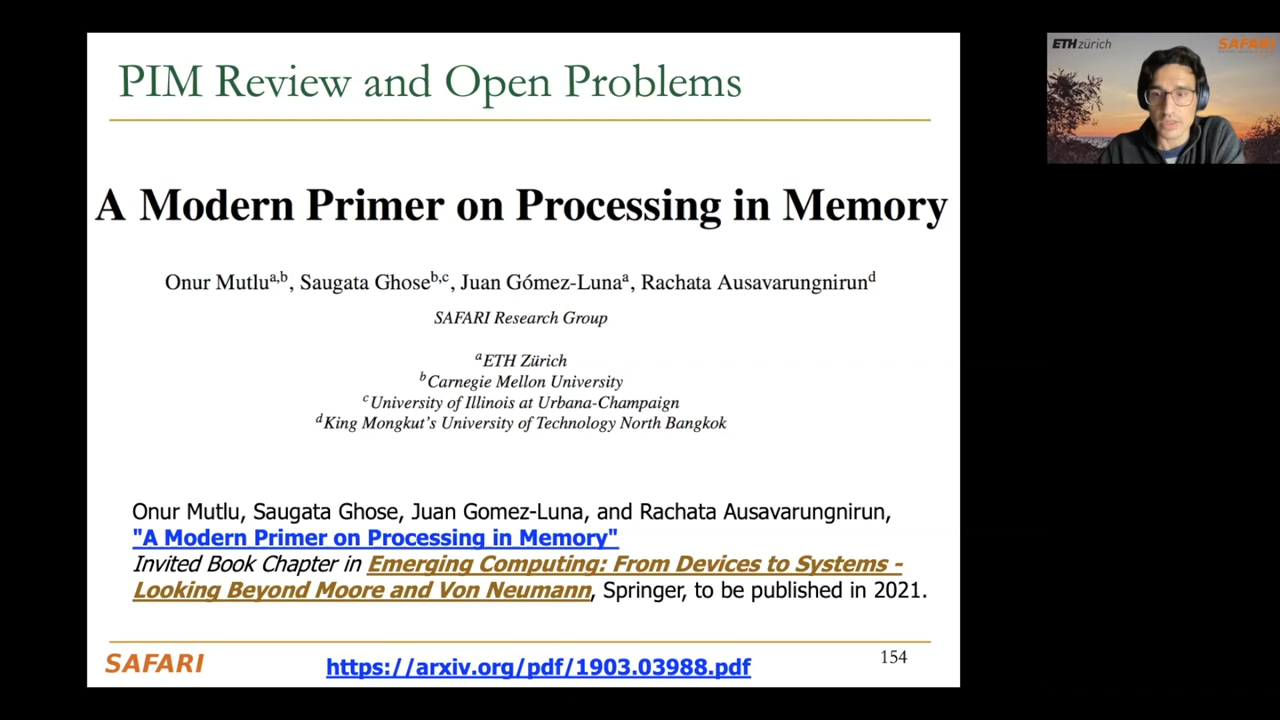 PIM Review and Open Problems
A Modern Primer on Processing in Memory
Onur Mutluᵃ,ᵇ, Saugata Ghoseᵇ,ᶜ, Juan Gómez-Lunaᵃ, Rachata Ausavarungnirunᵈ
SAFARI Research Group
ᵃETH Zürich
ᵇCarnegie Mellon University
ᶜUniversity of Illinois at Urbana-Champaign
ᵈKing Mongkut's University of Technology North Bangkok
Onur Mutlu, Saugata Ghose, Juan Gomez-Luna, and Rachata Ausavarungnirun,
"A Modern Primer on Processing in Memory"
Invited Book Chapter in Emerging Computing: From Devices to Systems -
Looking Beyond Moore and Von Neumann, Springer, to be published in 2021.
SAFARI
https://arxiv.org/pdf/1903.03988.pdf
154
ETH zürich
SAFARI